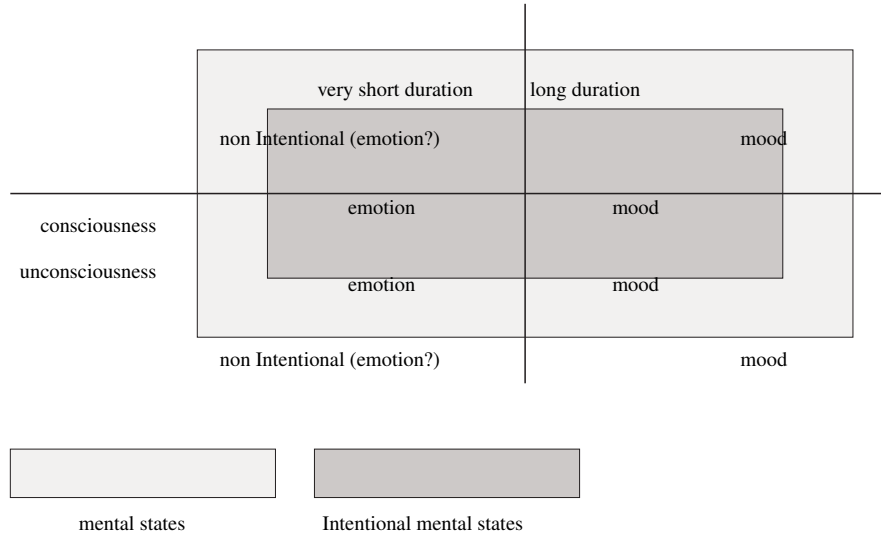 very short duration long duration
non Intentional (emotion?) mood
emotion mood
consciousness
unconsciousness
emotion mood
non Intentional (emotion?) mood
mental states Intentional mental states